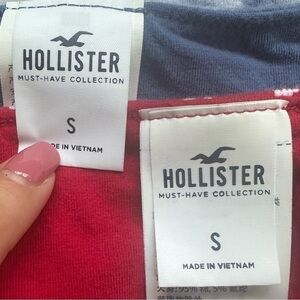 HOLLISTER
MUST-HAVE COLLECTION
S
MADE IN VIETNAM
HOLLISTER
MUST-HAVE COLLECTION
S
MADE IN VIETNAM